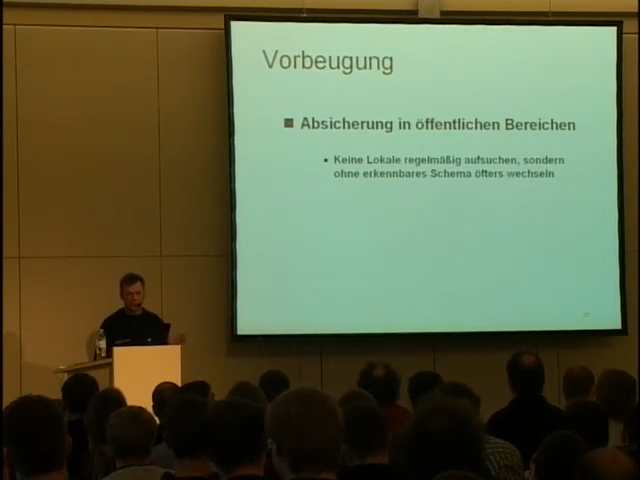 Vorbeugung
Absicherung in öffentlichen Bereichen
Keine Lokale regelmäßig aufsuchen, sondern
ohne erkennbares Schema öfters wechseln